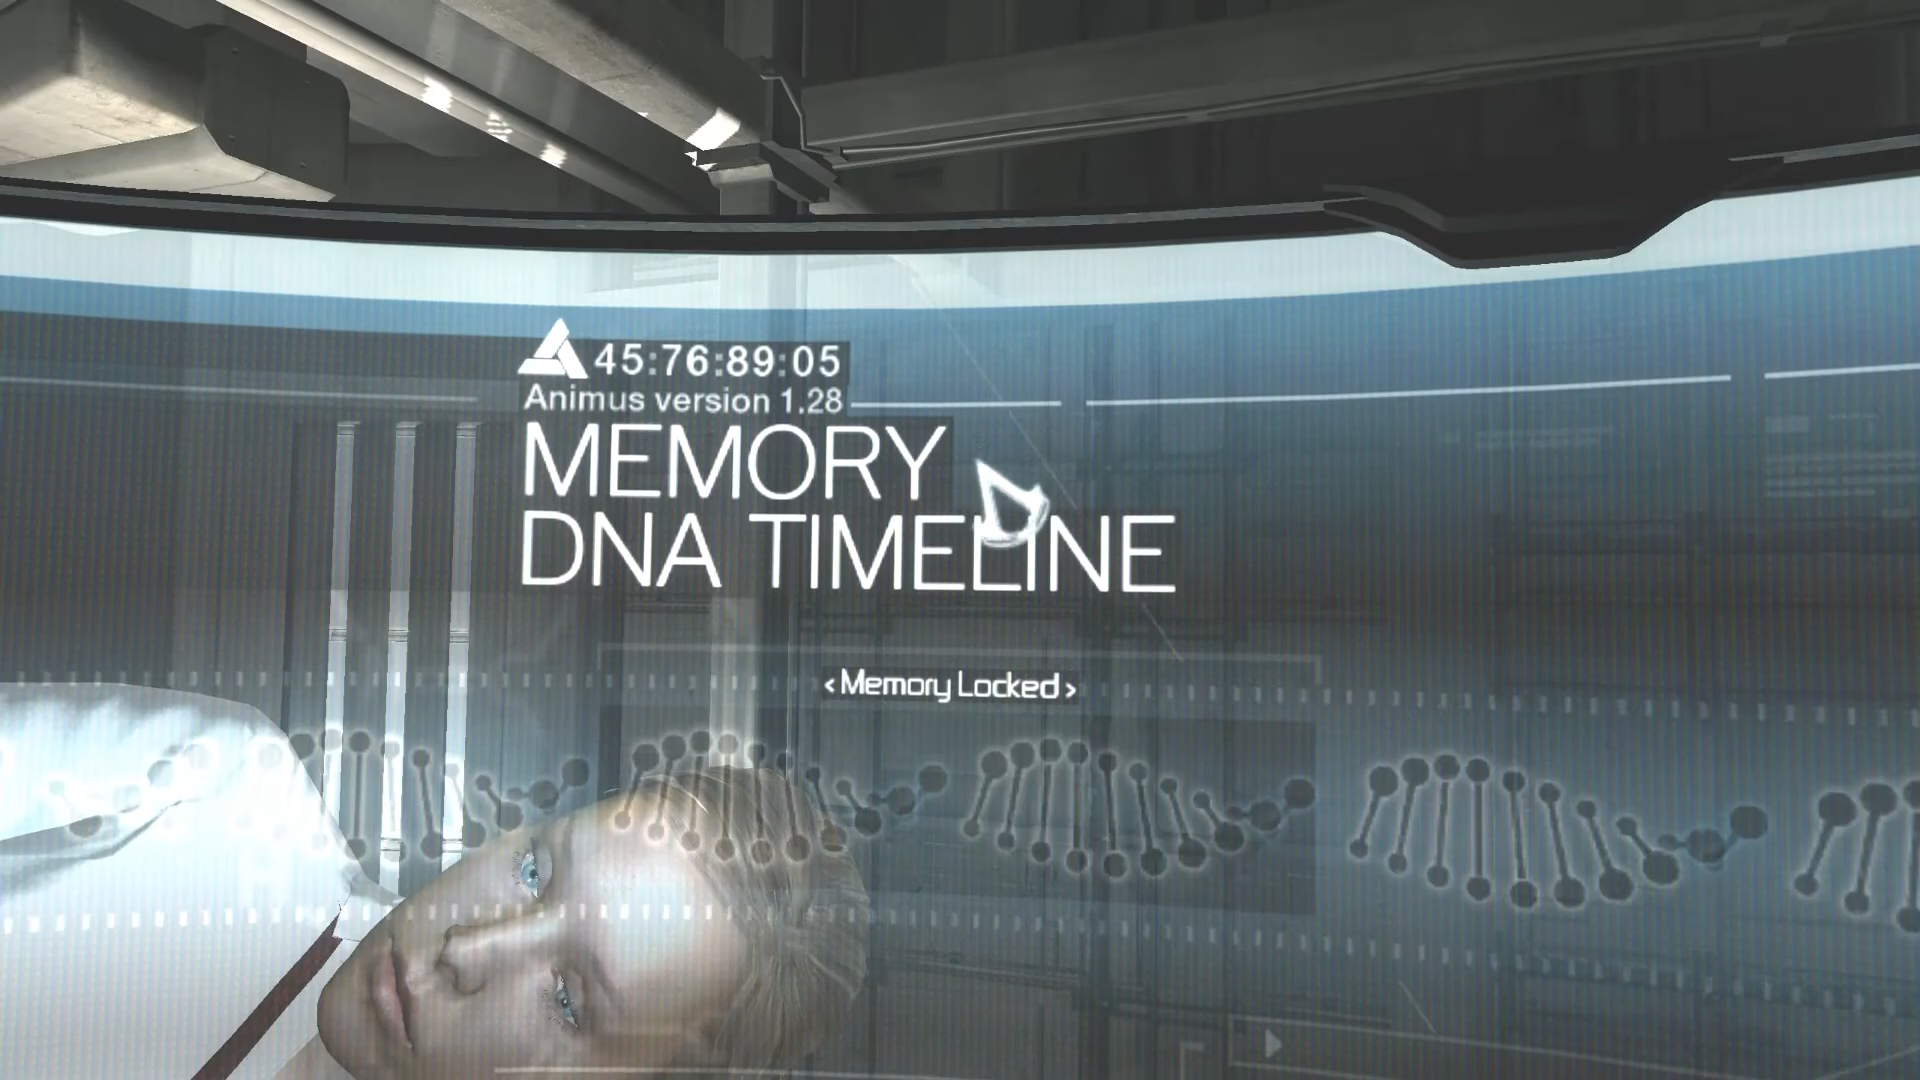 45:76:89:05
Animus version 1.28
MEMORY
DNA TIMELINE
<Memory Locked>